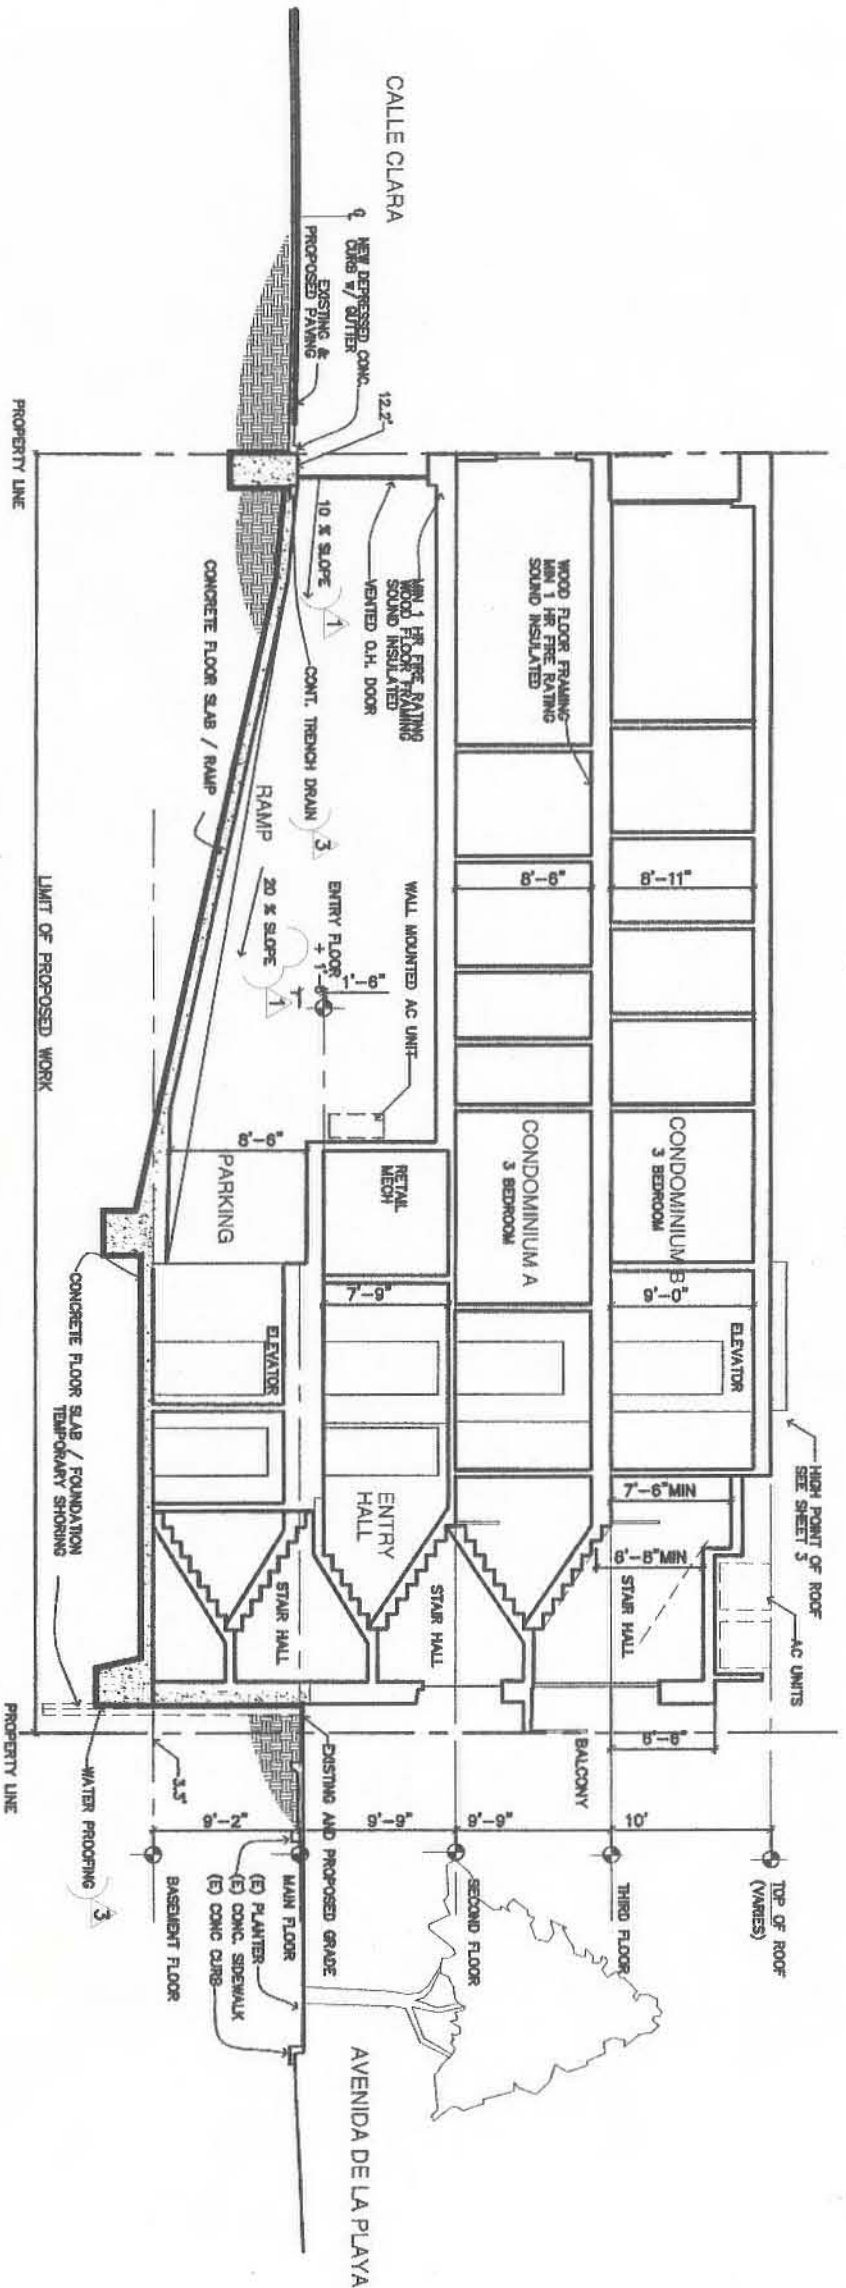 CALLE CLARA
℄
NEW DEPRESSED CONC.
CURB w/ GUTTER
EXISTING &
PROPOSED PAVING
12.2'
PROPERTY LINE
10 % SLOPE
1
VENTED O.H. DOOR
MIN 1 HR FIRE RATING
WOOD FLOOR FRAMING
SOUND INSULATED
WOOD FLOOR FRAMING
MIN 1 HR FIRE RATING
SOUND INSULATED
CONT. TRENCH DRAIN
3
CONCRETE FLOOR SLAB / RAMP
RAMP
20 % SLOPE
1
LIMIT OF PROPOSED WORK
ENTRY FLOOR
+ 1'-6"
1'-6"
WALL MOUNTED AC UNIT
8'-6"
8'-11"
8'-6"
PARKING
RETAIL
MECH
CONDOMINIUM A
3 BEDROOM
CONDOMINIUM B
3 BEDROOM
7'-9"
9'-0"
ELEVATOR
ELEVATOR
HIGH POINT OF ROOF
SEE SHEET 3
CONCRETE FLOOR SLAB / FOUNDATION
TEMPORARY SHORING
ENTRY
HALL
7'-6"MIN
6'-8"MIN
STAIR HALL
STAIR HALL
STAIR HALL
AC UNITS
6'-6"
BALCONY
PROPERTY LINE
WATER PROOFING
3
3.5'
EXISTING AND PROPOSED GRADE
9'-2"
9'-9"
9'-9"
10'
TOP OF ROOF
(VARIES)
THIRD FLOOR
SECOND FLOOR
MAIN FLOOR
(E) PLANTER
(E) CONC. SIDEWALK
(E) CONC CURB
BASEMENT FLOOR
AVENIDA DE LA PLAYA